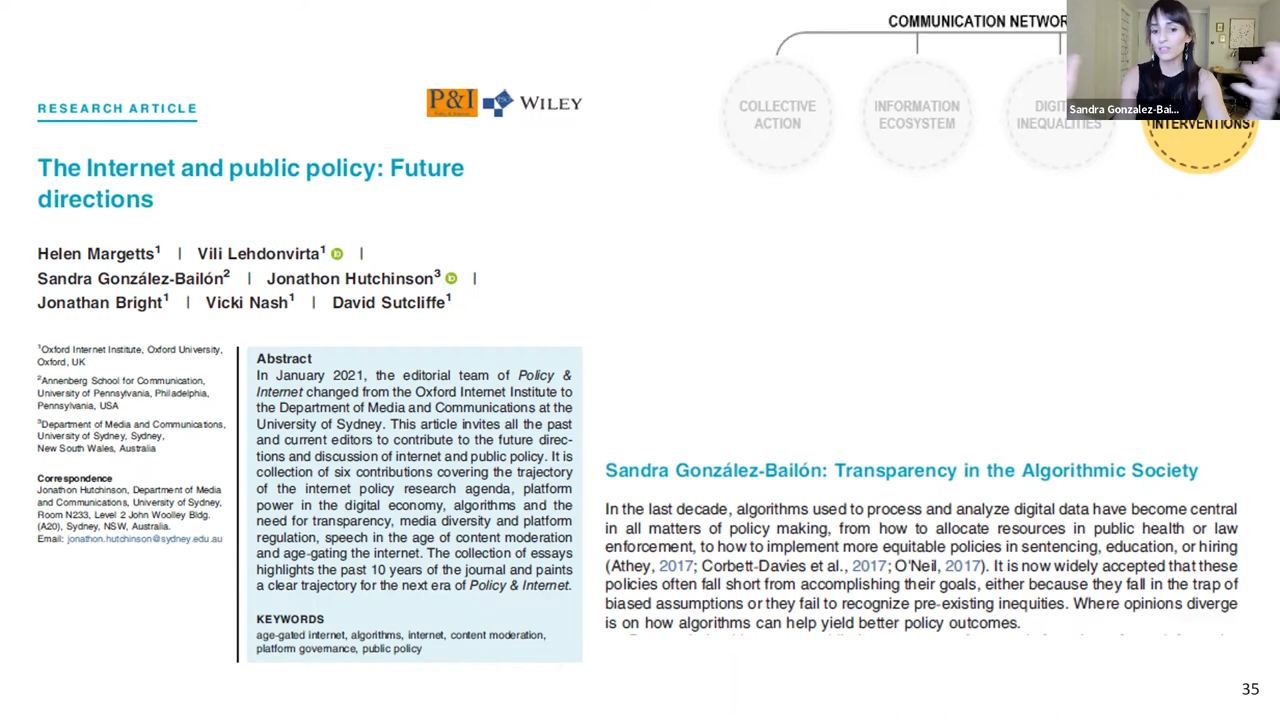 COMMUNICATION NETWOR
COLLECTIVE
ACTION
INFORMATION
ECOSYSTEM
DIGIT
INEQUALITIES
INTERVENTIONS
Sandra Gonzalez-Bai...
RESEARCH ARTICLE
P&I
WILEY
The Internet and public policy: Future
directions
Helen Margetts1 | Vili Lehdonvirta1 |
Sandra González-Bailón2 | Jonathon Hutchinson3 |
Jonathan Bright1 | Vicki Nash1 | David Sutcliffe1
1Oxford Internet Institute, Oxford University,
Oxford, UK
2Annenberg School for Communication,
University of Pennsylvania, Philadelphia,
Pennsylvania, USA
3Department of Media and Communications,
University of Sydney, Sydney,
New South Wales, Australia
Correspondence
Jonathon Hutchinson, Department of Media
and Communications, University of Sydney,
Room N233, Level 2 John Woolley Bldg.
(A20), Sydney, NSW, Australia.
Email: jonathon.hutchinson@sydney.edu.au
Abstract
In January 2021, the editorial team of Policy &
Internet changed from the Oxford Internet Institute to
the Department of Media and Communications at the
University of Sydney. This article invites all the past
and current editors to contribute to the future direc-
tions and discussion of internet and public policy. It is
collection of six contributions covering the trajectory
of the internet policy research agenda, platform
power in the digital economy, algorithms and the
need for transparency, media diversity and platform
regulation, speech in the age of content moderation
and age-gating the internet. The collection of essays
highlights the past 10 years of the journal and paints
a clear trajectory for the next era of Policy & Internet.
KEYWORDS
age-gated internet, algorithms, internet, content moderation,
platform governance, public policy
Sandra González-Bailón: Transparency in the Algorithmic Society
In the last decade, algorithms used to process and analyze digital data have become central
in all matters of policy making, from how to allocate resources in public health or law
enforcement, to how to implement more equitable policies in sentencing, education, or hiring
(Athey, 2017; Corbett-Davies et al., 2017; O'Neil, 2017). It is now widely accepted that these
policies often fall short from accomplishing their goals, either because they fall in the trap of
biased assumptions or they fail to recognize pre-existing inequities. Where opinions diverge
is on how algorithms can help yield better policy outcomes.
35